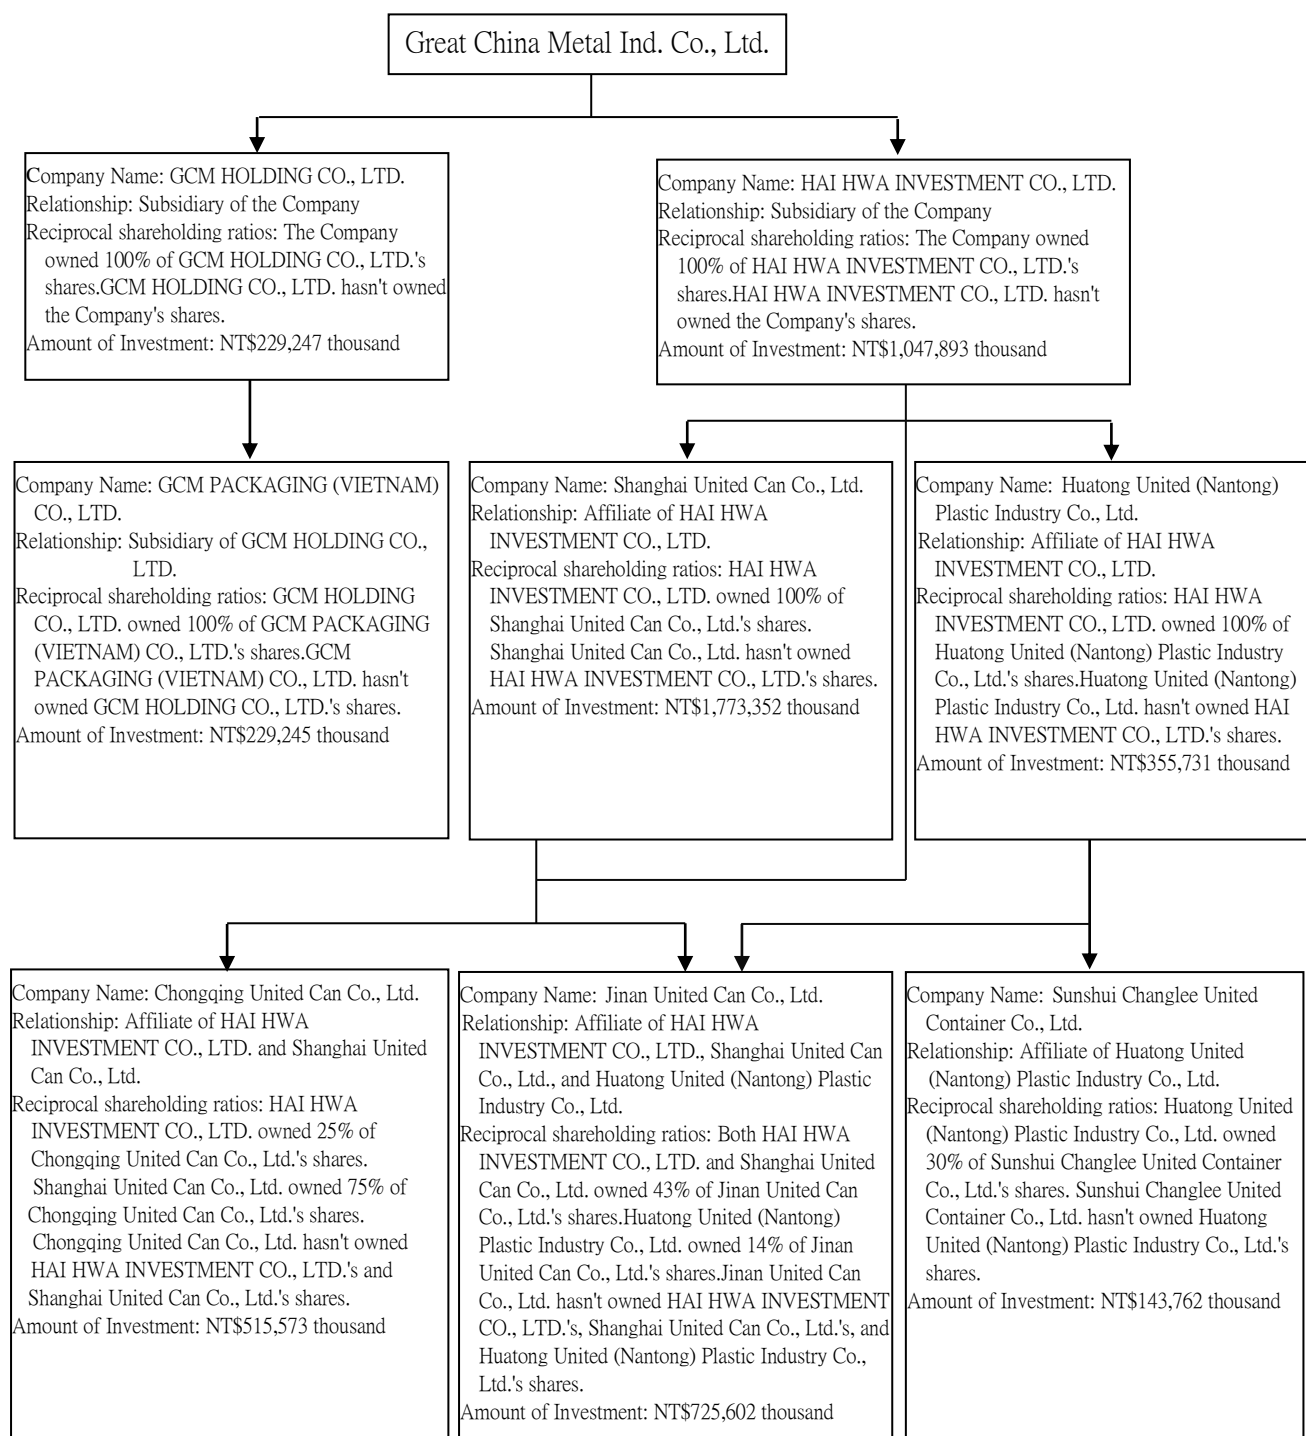 Great China Metal Ind. Co., Ltd.
Company Name: GCM HOLDING CO., LTD.
Relationship: Subsidiary of the Company
Reciprocal shareholding ratios: The Company
owned 100% of GCM HOLDING CO., LTD.'s
shares.GCM HOLDING CO., LTD. hasn't owned
the Company's shares.
Amount of Investment: NT$229,247 thousand
Company Name: HAI HWA INVESTMENT CO., LTD.
Relationship: Subsidiary of the Company
Reciprocal shareholding ratios: The Company owned
100% of HAI HWA INVESTMENT CO., LTD.'s
shares.HAI HWA INVESTMENT CO., LTD. hasn't
owned the Company's shares.
Amount of Investment: NT$1,047,893 thousand
Company Name: GCM PACKAGING (VIETNAM)
CO., LTD.
Relationship: Subsidiary of GCM HOLDING CO.,
LTD.
Reciprocal shareholding ratios: GCM HOLDING
CO., LTD. owned 100% of GCM PACKAGING
(VIETNAM) CO., LTD.'s shares.GCM
PACKAGING (VIETNAM) CO., LTD. hasn't
owned GCM HOLDING CO., LTD.'s shares.
Amount of Investment: NT$229,245 thousand
Company Name: Shanghai United Can Co., Ltd.
Relationship: Affiliate of HAI HWA
INVESTMENT CO., LTD.
Reciprocal shareholding ratios: HAI HWA
INVESTMENT CO., LTD. owned 100% of
Shanghai United Can Co., Ltd.'s shares.
Shanghai United Can Co., Ltd. hasn't owned
HAI HWA INVESTMENT CO., LTD.'s shares.
Amount of Investment: NT$1,773,352 thousand
Company Name: Huatong United (Nantong)
Plastic Industry Co., Ltd.
Relationship: Affiliate of HAI HWA
INVESTMENT CO., LTD.
Reciprocal shareholding ratios: HAI HWA
INVESTMENT CO., LTD. owned 100% of
Huatong United (Nantong) Plastic Industry
Co., Ltd.'s shares.Huatong United (Nantong)
Plastic Industry Co., Ltd. hasn't owned HAI
HWA INVESTMENT CO., LTD.'s shares.
Amount of Investment: NT$355,731 thousand
Company Name: Chongqing United Can Co., Ltd.
Relationship: Affiliate of HAI HWA
INVESTMENT CO., LTD. and Shanghai United
Can Co., Ltd.
Reciprocal shareholding ratios: HAI HWA
INVESTMENT CO., LTD. owned 25% of
Chongqing United Can Co., Ltd.'s shares.
Shanghai United Can Co., Ltd. owned 75% of
Chongqing United Can Co., Ltd.'s shares.
Chongqing United Can Co., Ltd. hasn't owned
HAI HWA INVESTMENT CO., LTD.'s and
Shanghai United Can Co., Ltd.'s shares.
Amount of Investment: NT$515,573 thousand
Company Name: Jinan United Can Co., Ltd.
Relationship: Affiliate of HAI HWA
INVESTMENT CO., LTD., Shanghai United Can
Co., Ltd., and Huatong United (Nantong) Plastic
Industry Co., Ltd.
Reciprocal shareholding ratios: Both HAI HWA
INVESTMENT CO., LTD. and Shanghai United
Can Co., Ltd. owned 43% of Jinan United Can
Co., Ltd.'s shares.Huatong United (Nantong)
Plastic Industry Co., Ltd. owned 14% of Jinan
United Can Co., Ltd.'s shares.Jinan United Can
Co., Ltd. hasn't owned HAI HWA INVESTMENT
CO., LTD.'s, Shanghai United Can Co., Ltd.'s, and
Huatong United (Nantong) Plastic Industry Co.,
Ltd.'s shares.
Amount of Investment: NT$725,602 thousand
Company Name: Sunshui Changlee United
Container Co., Ltd.
Relationship: Affiliate of Huatong United
(Nantong) Plastic Industry Co., Ltd.
Reciprocal shareholding ratios: Huatong United
(Nantong) Plastic Industry Co., Ltd. owned
30% of Sunshui Changlee United Container
Co., Ltd.'s shares. Sunshui Changlee United
Container Co., Ltd. hasn't owned Huatong
United (Nantong) Plastic Industry Co., Ltd.'s
shares.
Amount of Investment: NT$143,762 thousand